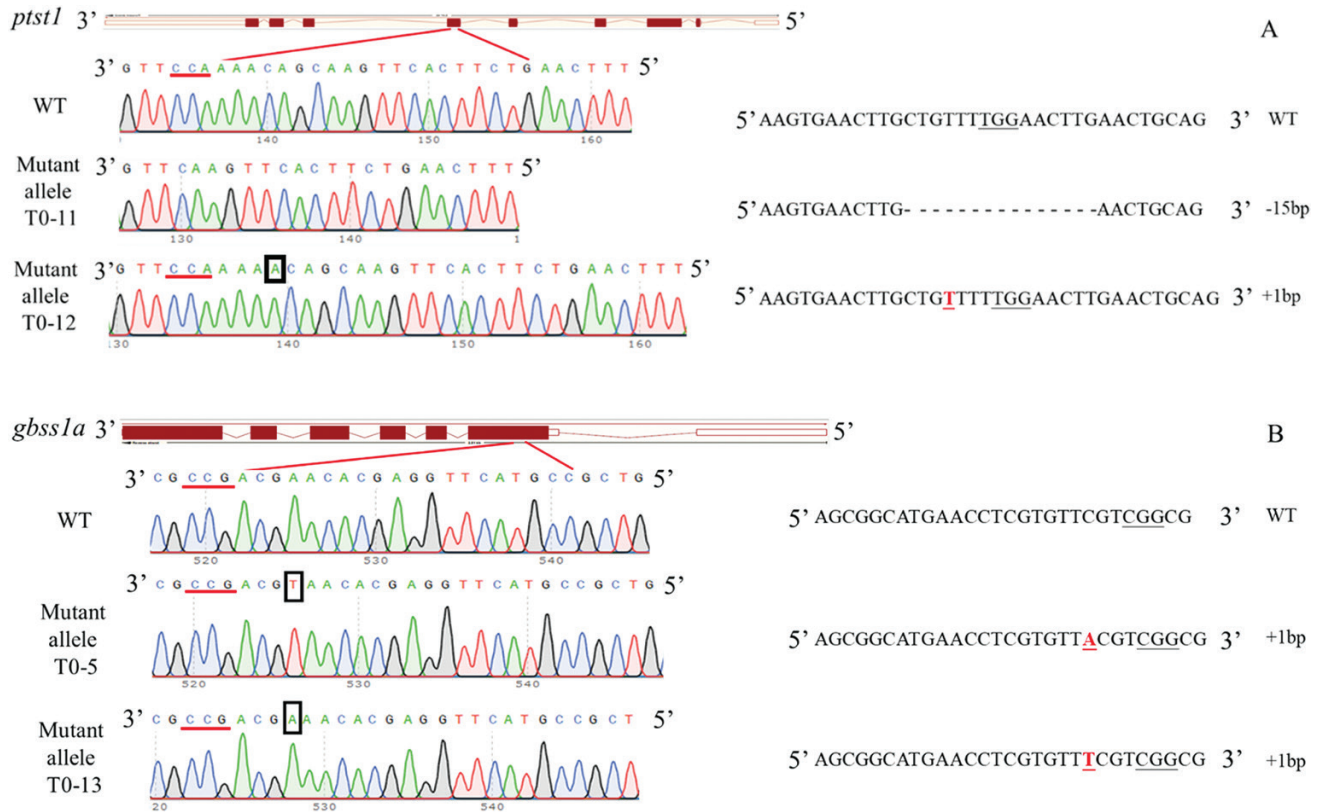 ptst1 3’ A
3’ G T T C C A A A A C A G C A A G T T C A C T T C T G A A C T T T 5’
WT
140 150 160
5’ AAGTGAACTTGCTGTTTTGGAACTTGAACTGCAG 3’ WT
Mutant allele T0-11
G T T C A A G T T C A C T T C T G A A C T T T 5’
130 140 1
5’ AAGTGAACTTG- - - - - - - - - - - - - - -AACTGCAG 3’ -15bp
Mutant allele T0-12
3’ G T T C C A A A A A C A G C A A G T T C A C T T C T G A A C T T T 5’
130 140 150 160
5’ AAGTGAACTTGCTGTTTTTGGAACTTGAACTGCAG 3’ +1bp
gbss1a 3’ 5’ B
3’ C G C C G A C G A A C A C G A G G T T C A T G C C G C T G 5’
WT
520 530 540
5’ AGCGGCATGAACCTCGTGTTCGTCGGCG 3’ WT
Mutant allele T0-5
3’ C G C C G A C G T A A C A C G A G G T T C A T G C C G C T G 5’
520 530 540
5’ AGCGGCATGAACCTCGTGTTACGTCGGCG 3’ +1bp
Mutant allele T0-13
3’ C G C C G A C G A A A C A C G A G G T T C A T G C C G C T 5’
20 530 540
5’ AGCGGCATGAACCTCGTGTTTCGTCGGCG 3’ +1bp